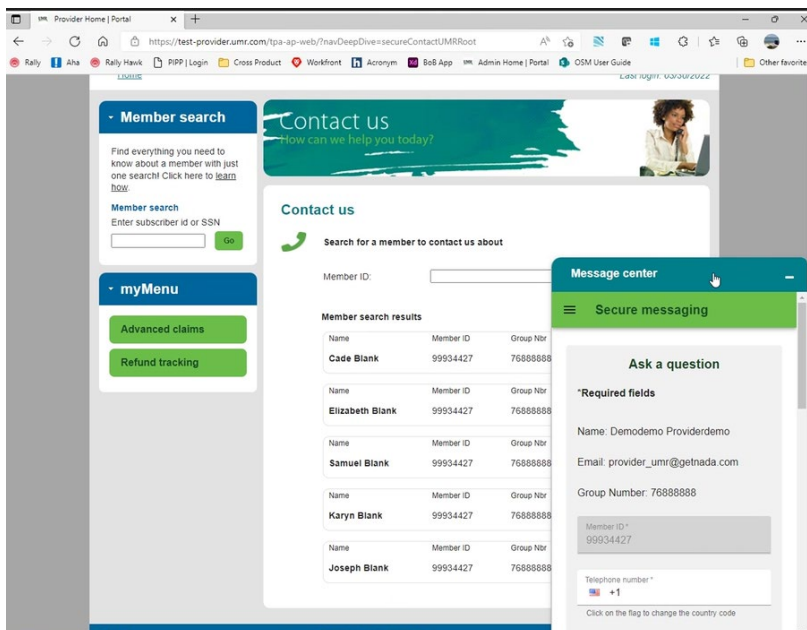 UMR Provider Home | Portal
https://test-provider.umr.com/tpa-ap-web/?navDeepDive=secureContactUMRRoot
Rally
Aha
Rally Hawk
PIPP | Login
Cross Product
Workfront
Acronym
BoB App
UMR Admin Home | Portal
OSM User Guide
Other favorite
Home
Last login: 03/30/2022
Member search
Find everything you need to
know about a member with just
one search! Click here to learn
how.
Member search
Enter subscriber id or SSN
Go
myMenu
Advanced claims
Refund tracking
Contact us
How can we help you today?
Contact us
Search for a member to contact us about
Member ID:
Member search results
Name Member ID Group Nbr
Cade Blank 99934427 76888888
Name Member ID Group Nbr
Elizabeth Blank 99934427 76888888
Name Member ID Group Nbr
Samuel Blank 99934427 76888888
Name Member ID Group Nbr
Karyn Blank 99934427 76888888
Name Member ID Group Nbr
Joseph Blank 99934427 76888888
Message center
Secure messaging
Ask a question
*Required fields
Name: Demodemo Providerdemo
Email: provider_umr@getnada.com
Group Number: 76888888
Member ID *
99934427
Telephone number *
+1
Click on the flag to change the country code